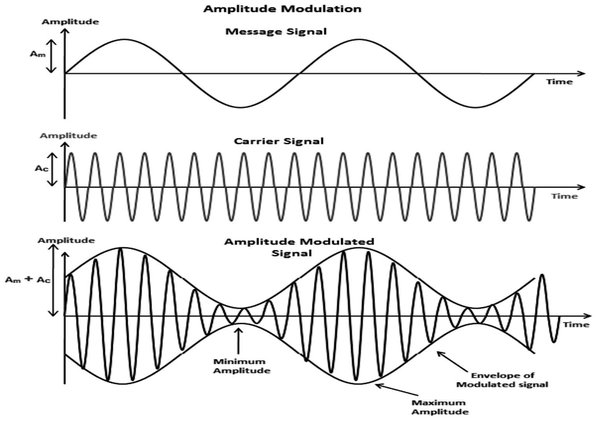 Amplitude Modulation
Amplitude
Message Signal
Am
Time
Amplitude
Carrier Signal
Ac
Time
Amplitude
Amplitude Modulated
Signal
Am + Ac
Time
Minimum
Amplitude
Envelope of
Modulated signal
Maximum
Amplitude